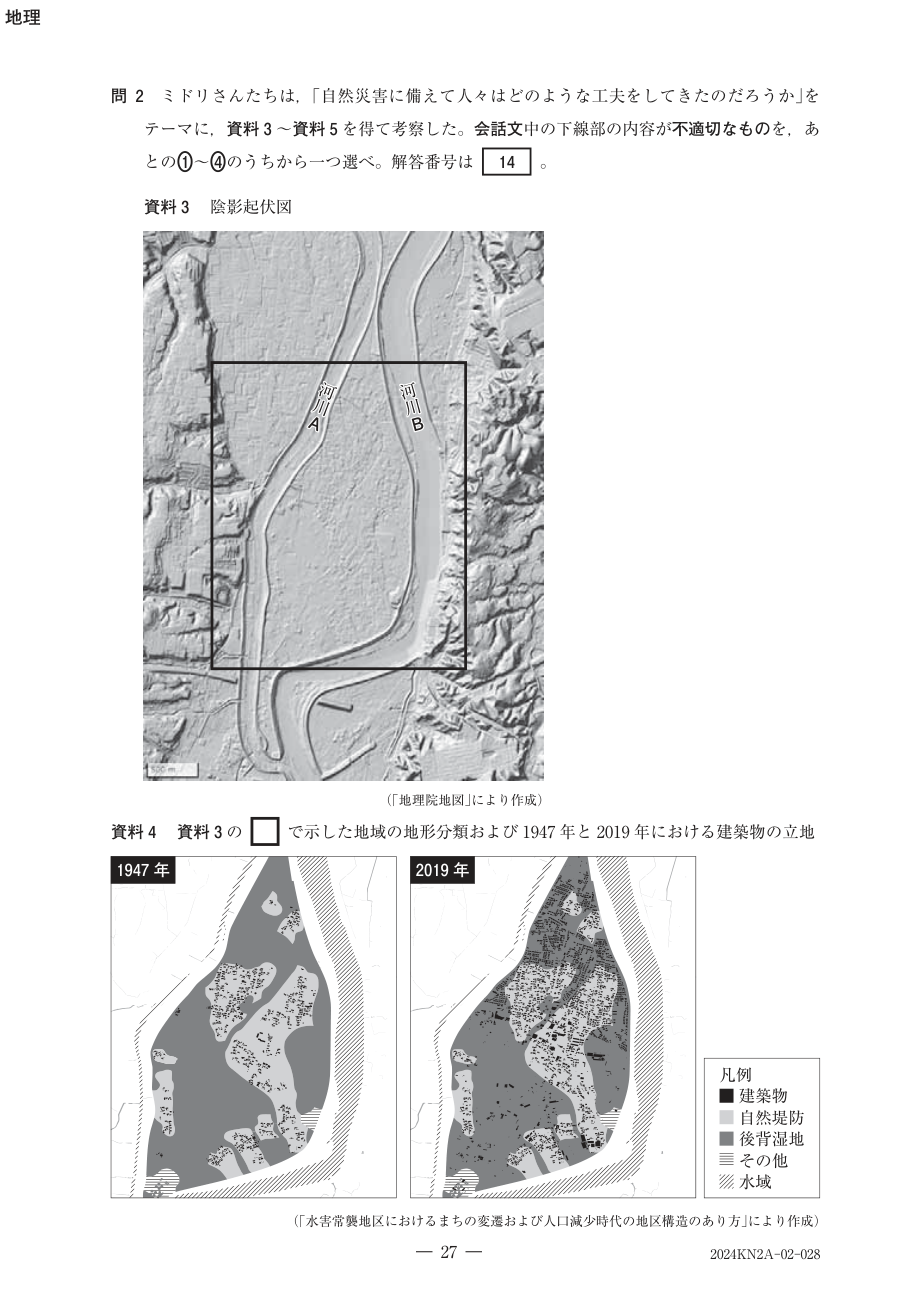 地理
問 2 ミドリさんたちは,「自然災害に備えて人々はどのような工夫をしてきたのだろうか」を
テーマに,資料3～資料5を得て考察した。会話文中の下線部の内容が不適切なものを,あ
との①～④のうちから一つ選べ。解答番号は 14 。
資料3 陰影起伏図
河川A
河川B
500 m
(「地理院地図」により作成)
資料4 資料3の で示した地域の地形分類および1947年と2019年における建築物の立地
1947 年
2019 年
凡例
建築物
自然堤防
後背湿地
その他
水域
(「水害常襲地区におけるまちの変遷および人口減少時代の地区構造のあり方」により作成)
― 27 ―
2024KN2A-02-028